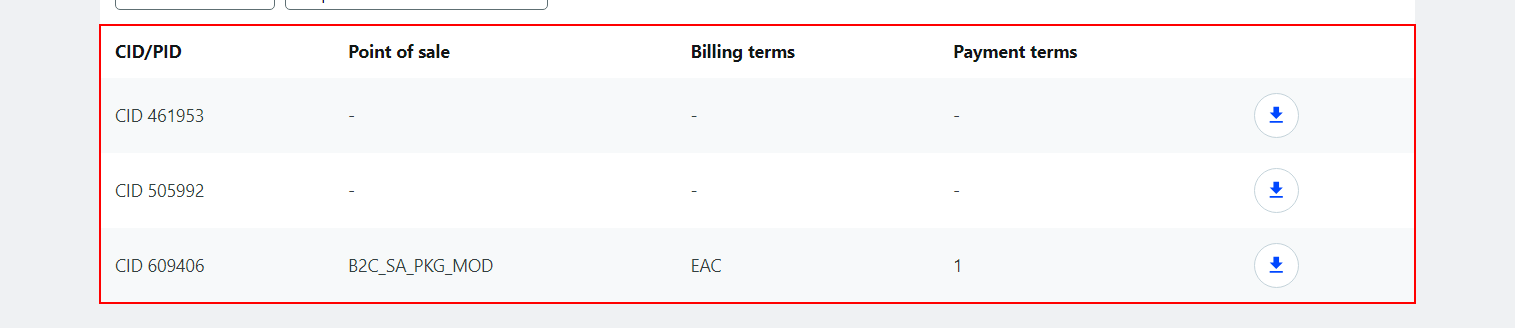 CID/PID Point of sale Billing terms Payment terms
CID 461953 - - -
CID 505992 - - -
CID 609406 B2C_SA_PKG_MOD EAC 1